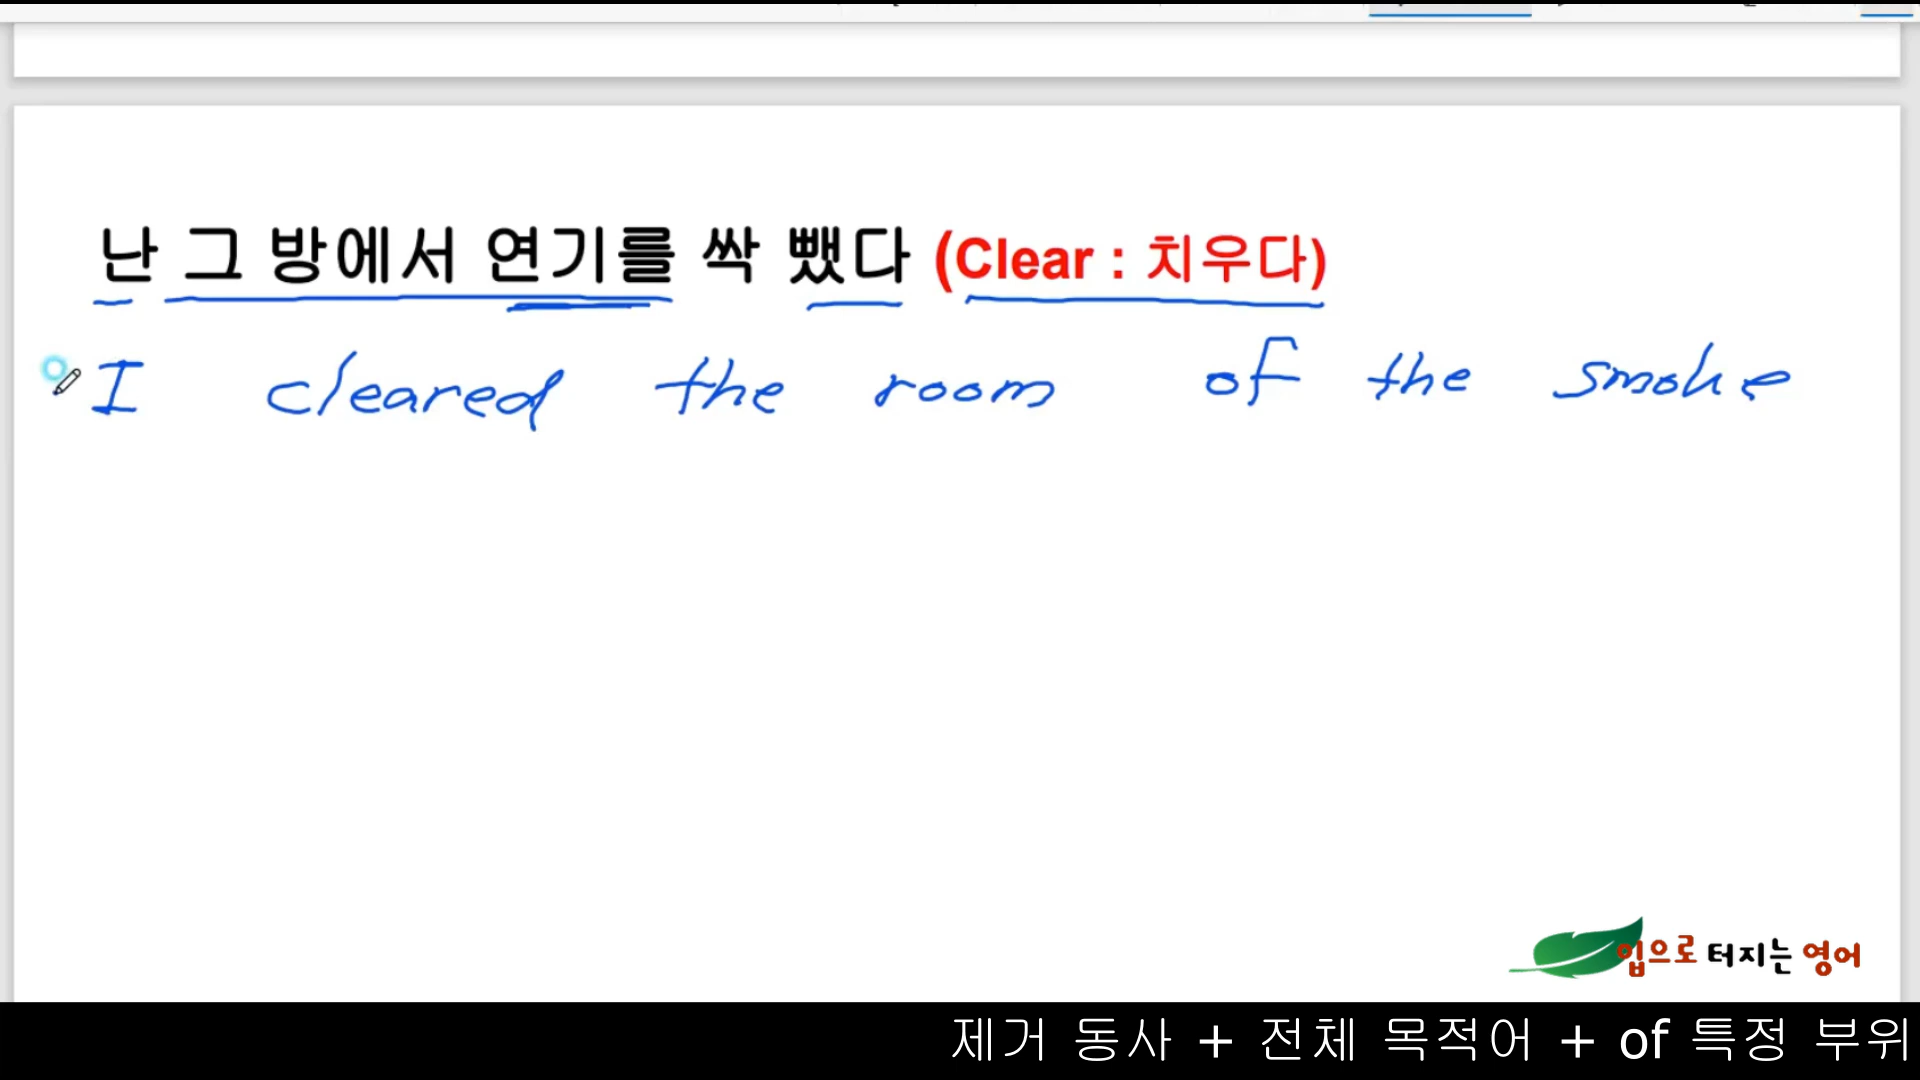 난 그 방에서 연기를 싹 뺐다 (Clear : 치우다)
I cleared the room of the smoke
입으로 터지는 영어
제거 동사 + 전체 목적어 + of 특정 부위